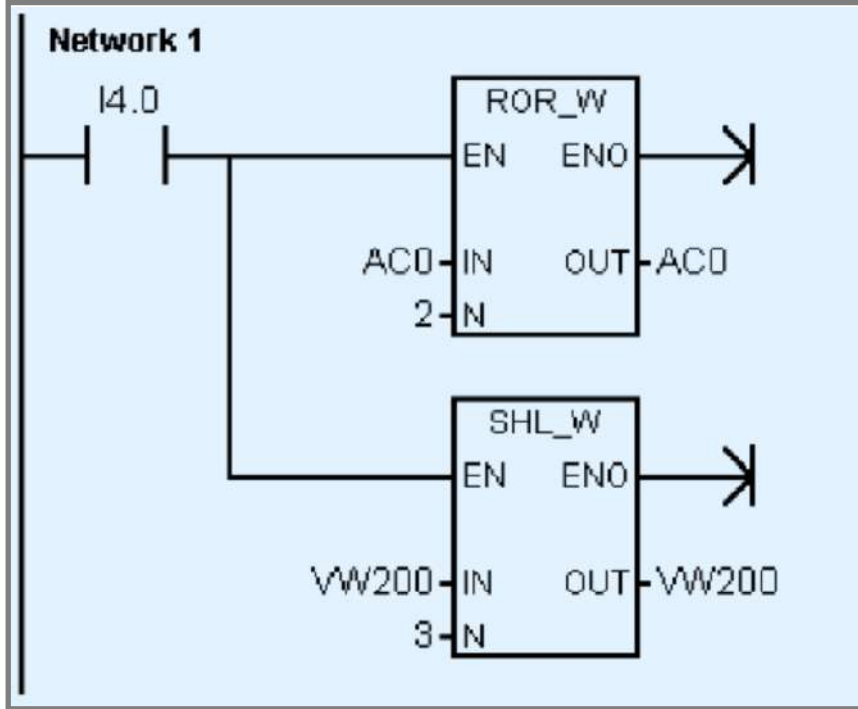 Network 1
I4.0
ROR_W
EN ENO
AC0 IN OUT AC0
2 N
SHL_W
EN ENO
VW200 IN OUT VW200
3 N